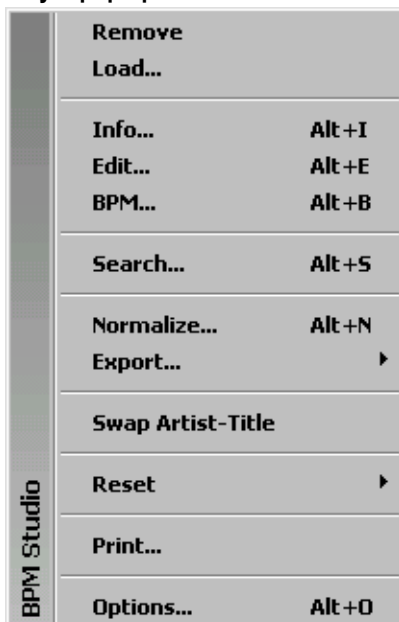 Remove
Load...
Info... Alt+I
Edit... Alt+E
BPM... Alt+B
Search... Alt+S
Normalize... Alt+N
Export...
Swap Artist-Title
Reset
Print...
Options... Alt+O
BPM Studio